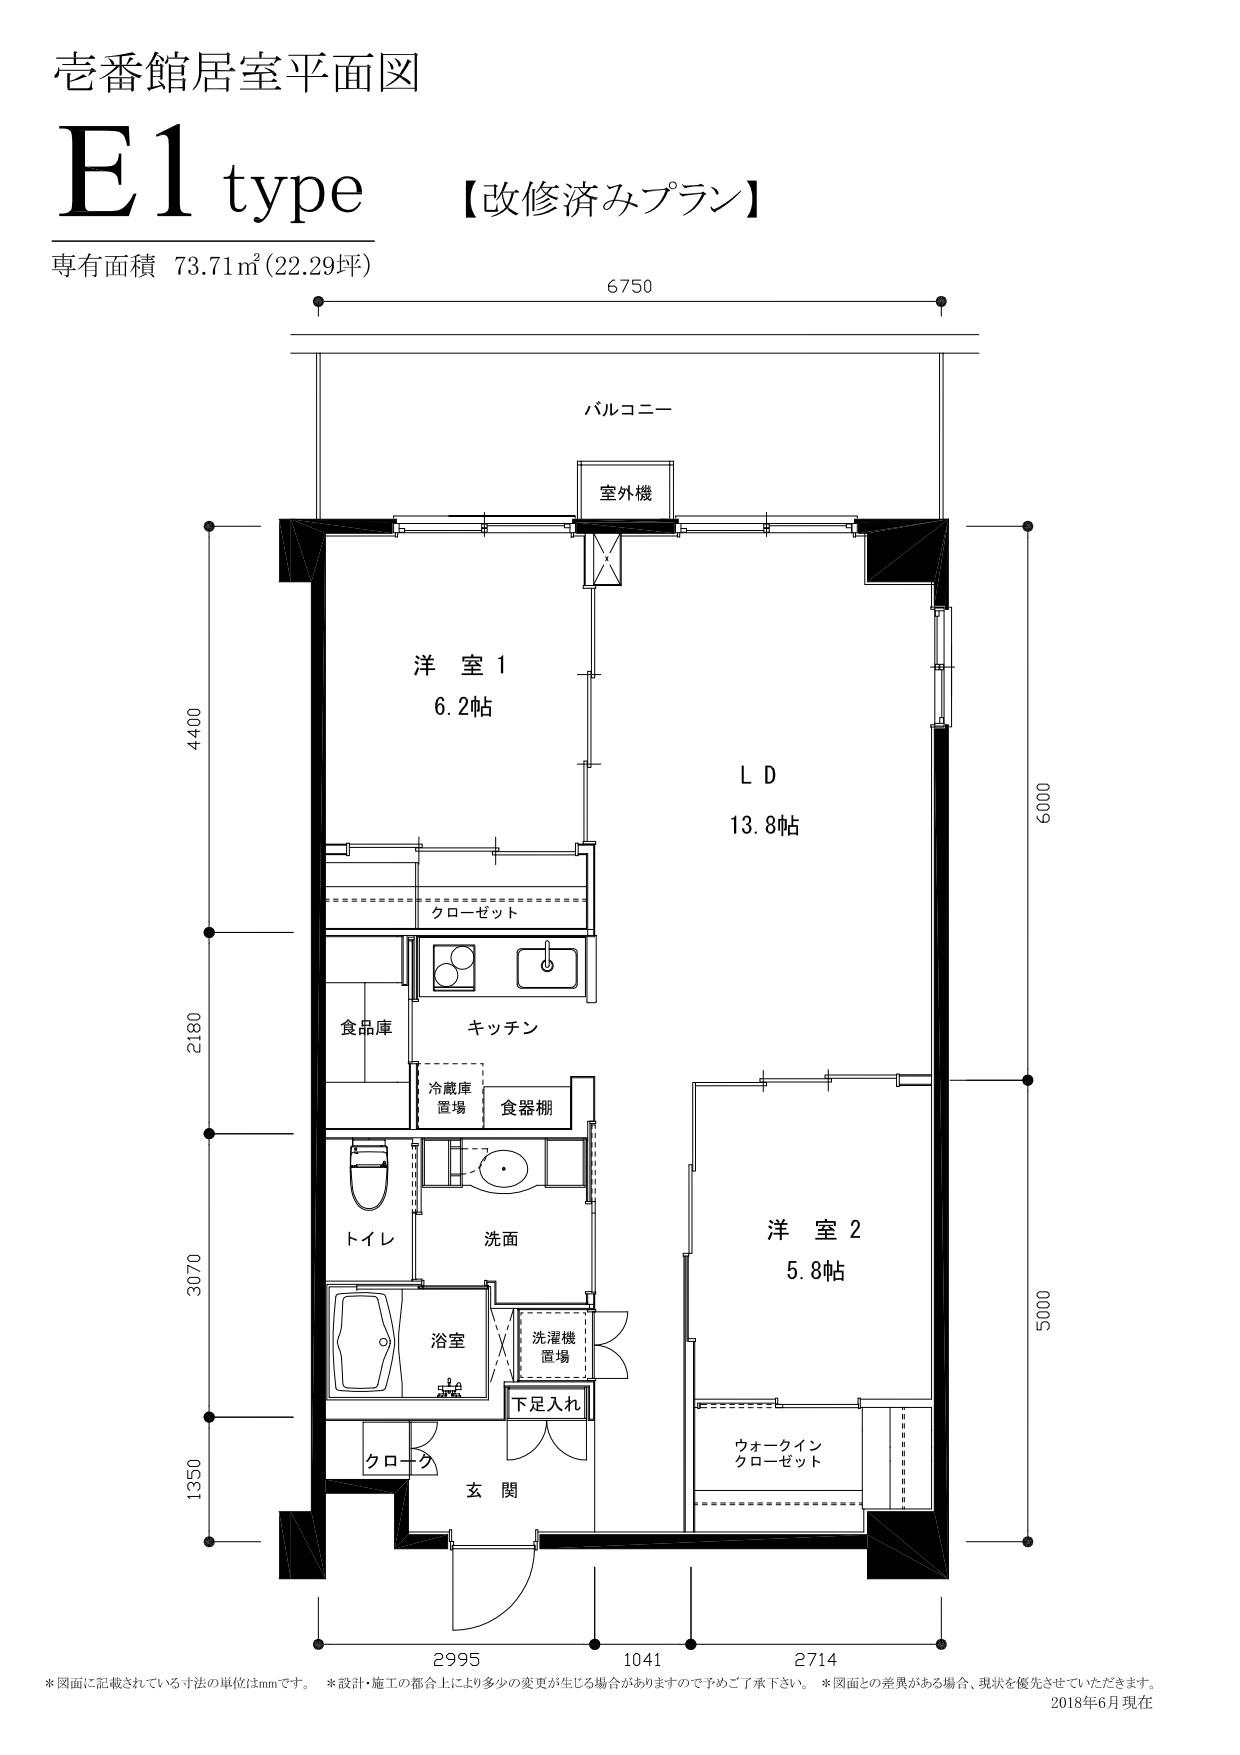 壱番館居室平面図
E1 type 【改修済みプラン】
専有面積 73.71㎡(22.29坪)
6750
バルコニー
室外機
洋 室 1
6.2帖
4400
LD
13.8帖
6000
クローゼット
2180
食品庫
キッチン
冷蔵庫
置場
食器棚
トイレ
洗面
洋 室 2
5.8帖
3070
5000
浴室
洗濯機
置場
下足入れ
クローク
ウォークイン
クローゼット
1350
玄 関
2995
1041
2714
＊図面に記載されている寸法の単位はmmです。 ＊設計・施工の都合上により多少の変更が生じる場合がありますので予めご了承下さい。 ＊図面との差異がある場合、現状を優先させていただきます。
2018年6月現在